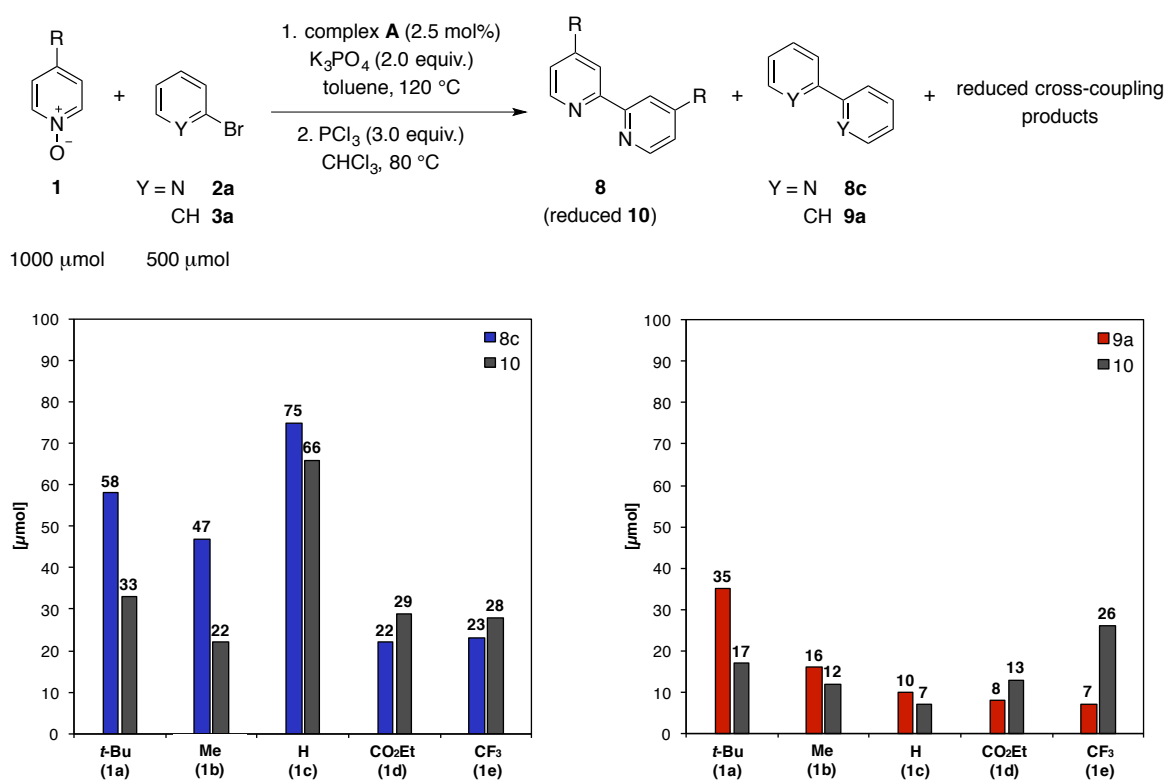 R
N
+
O
−
1
1000 μmol
+
Y
Br
Y = N 2a
CH 3a
500 μmol
1. complex A (2.5 mol%)
K3PO4 (2.0 equiv.)
toluene, 120 °C
2. PCl3 (3.0 equiv.)
CHCl3, 80 °C
R
R
N
N
8
(reduced 10)
+
Y
Y
Y = N 8c
CH 9a
+
reduced cross-coupling
products
[μmol]
100
90
80
70
60
50
40
30
20
10
0
8c
10
58
33
47
22
75
66
22
29
23
28
t-Bu Me H CO2Et CF3
(1a) (1b) (1c) (1d) (1e)
[μmol]
100
90
80
70
60
50
40
30
20
10
0
9a
10
35
17
16
12
10
7
8
13
7
26
t-Bu Me H CO2Et CF3
(1a) (1b) (1c) (1d) (1e)